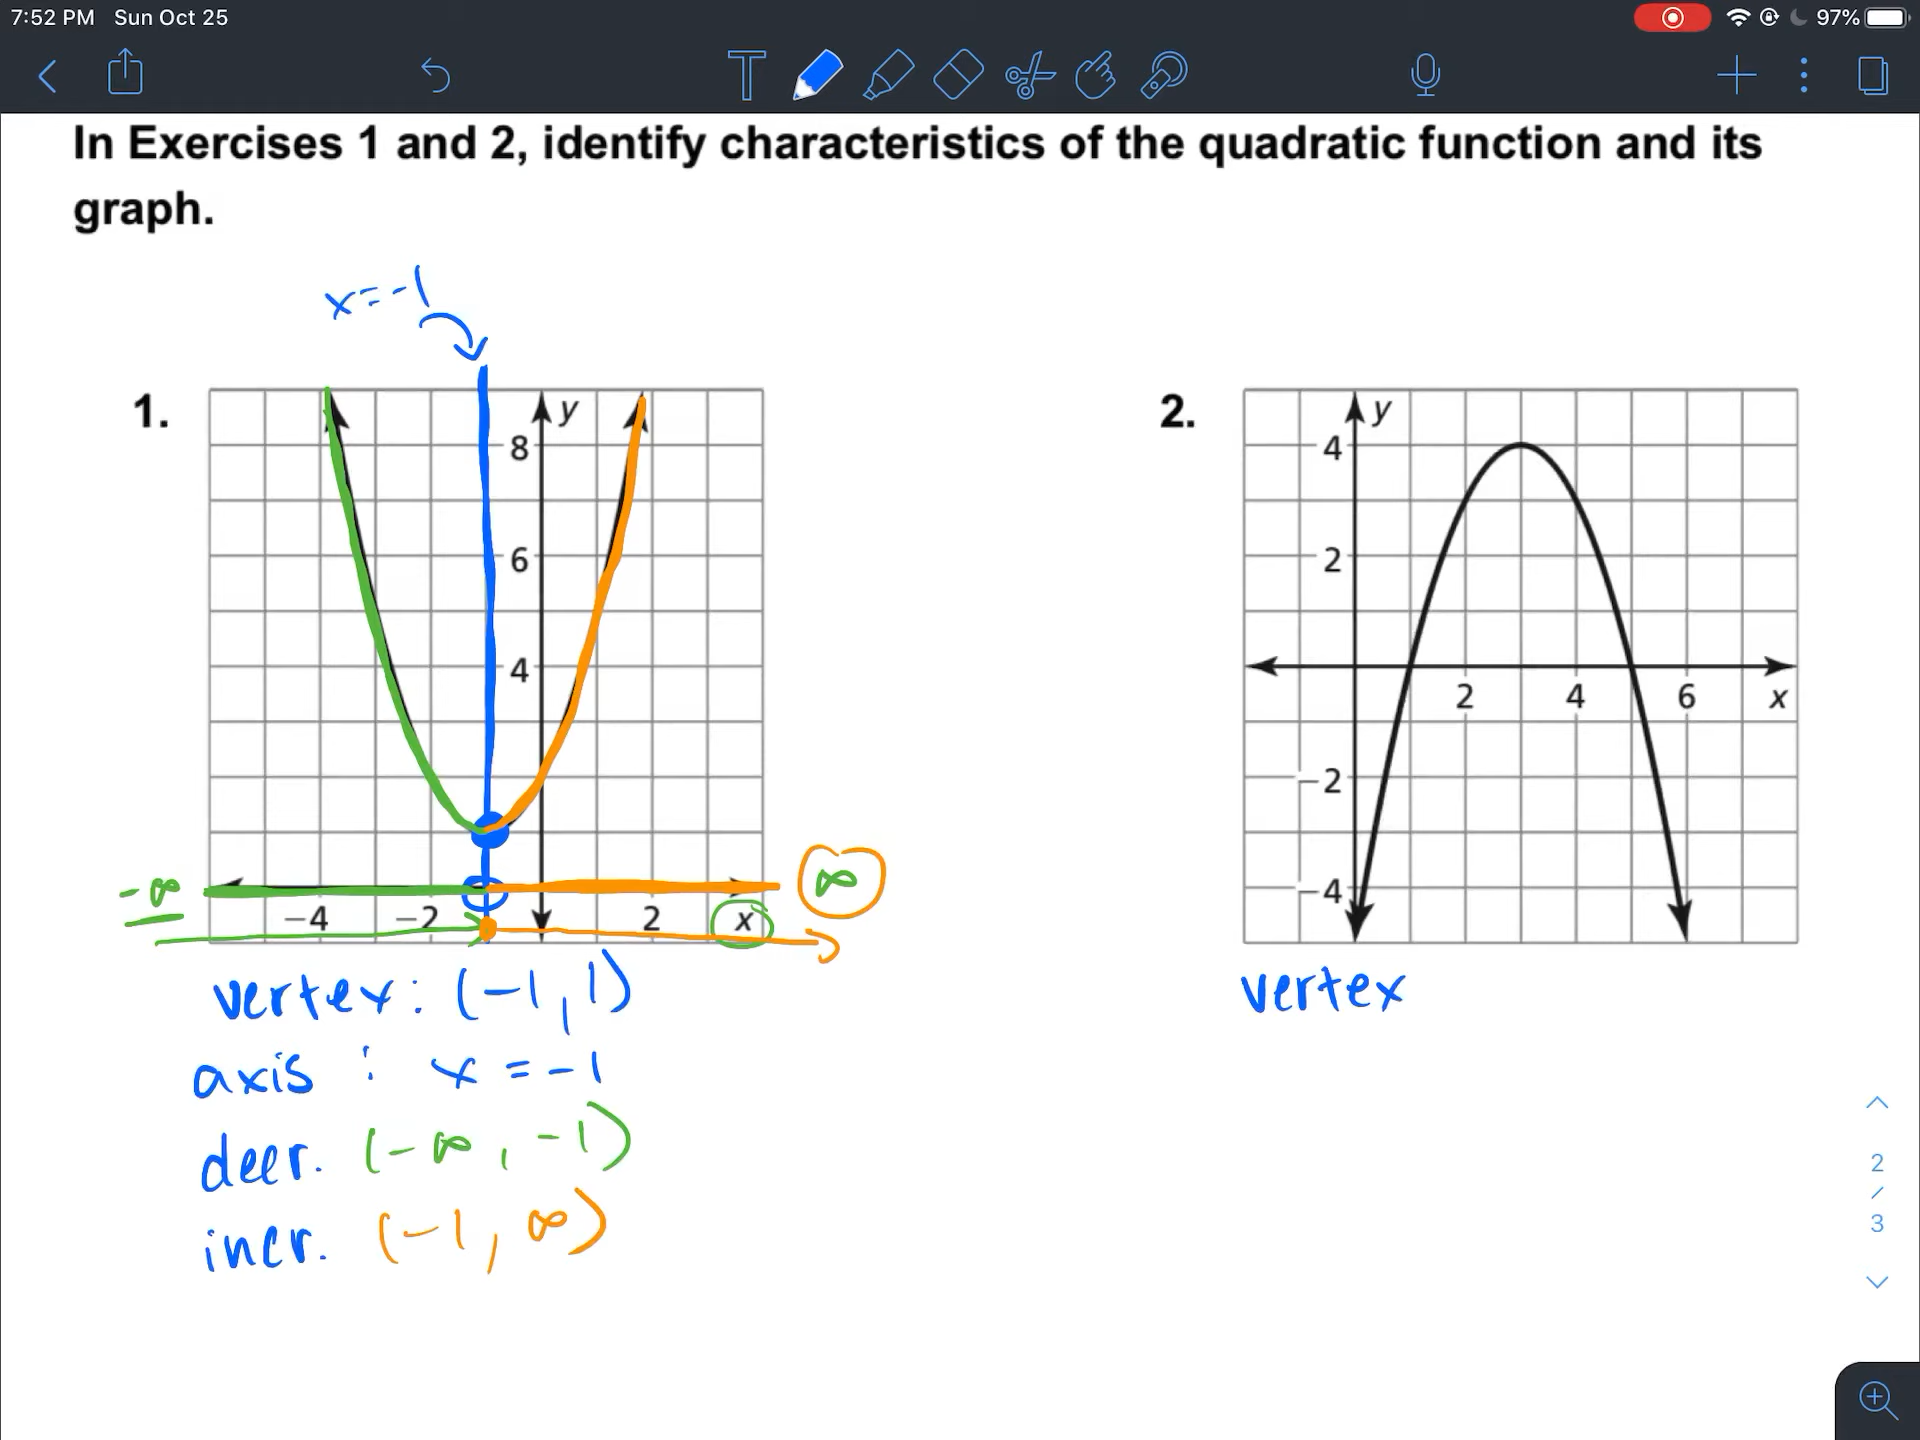 7:52 PM Sun Oct 25 97%
T
In Exercises 1 and 2, identify characteristics of the quadratic function and its
graph.
x=-1
1.
y
8
6
4
-∞
∞
−4 −2 2 x
vertex: (-1,1)
axis : x = -1
decr. (-∞, -1)
incr. (-1, ∞)
2.
y
4
2
2 4 6 x
−2
−4
vertex
2
/
3